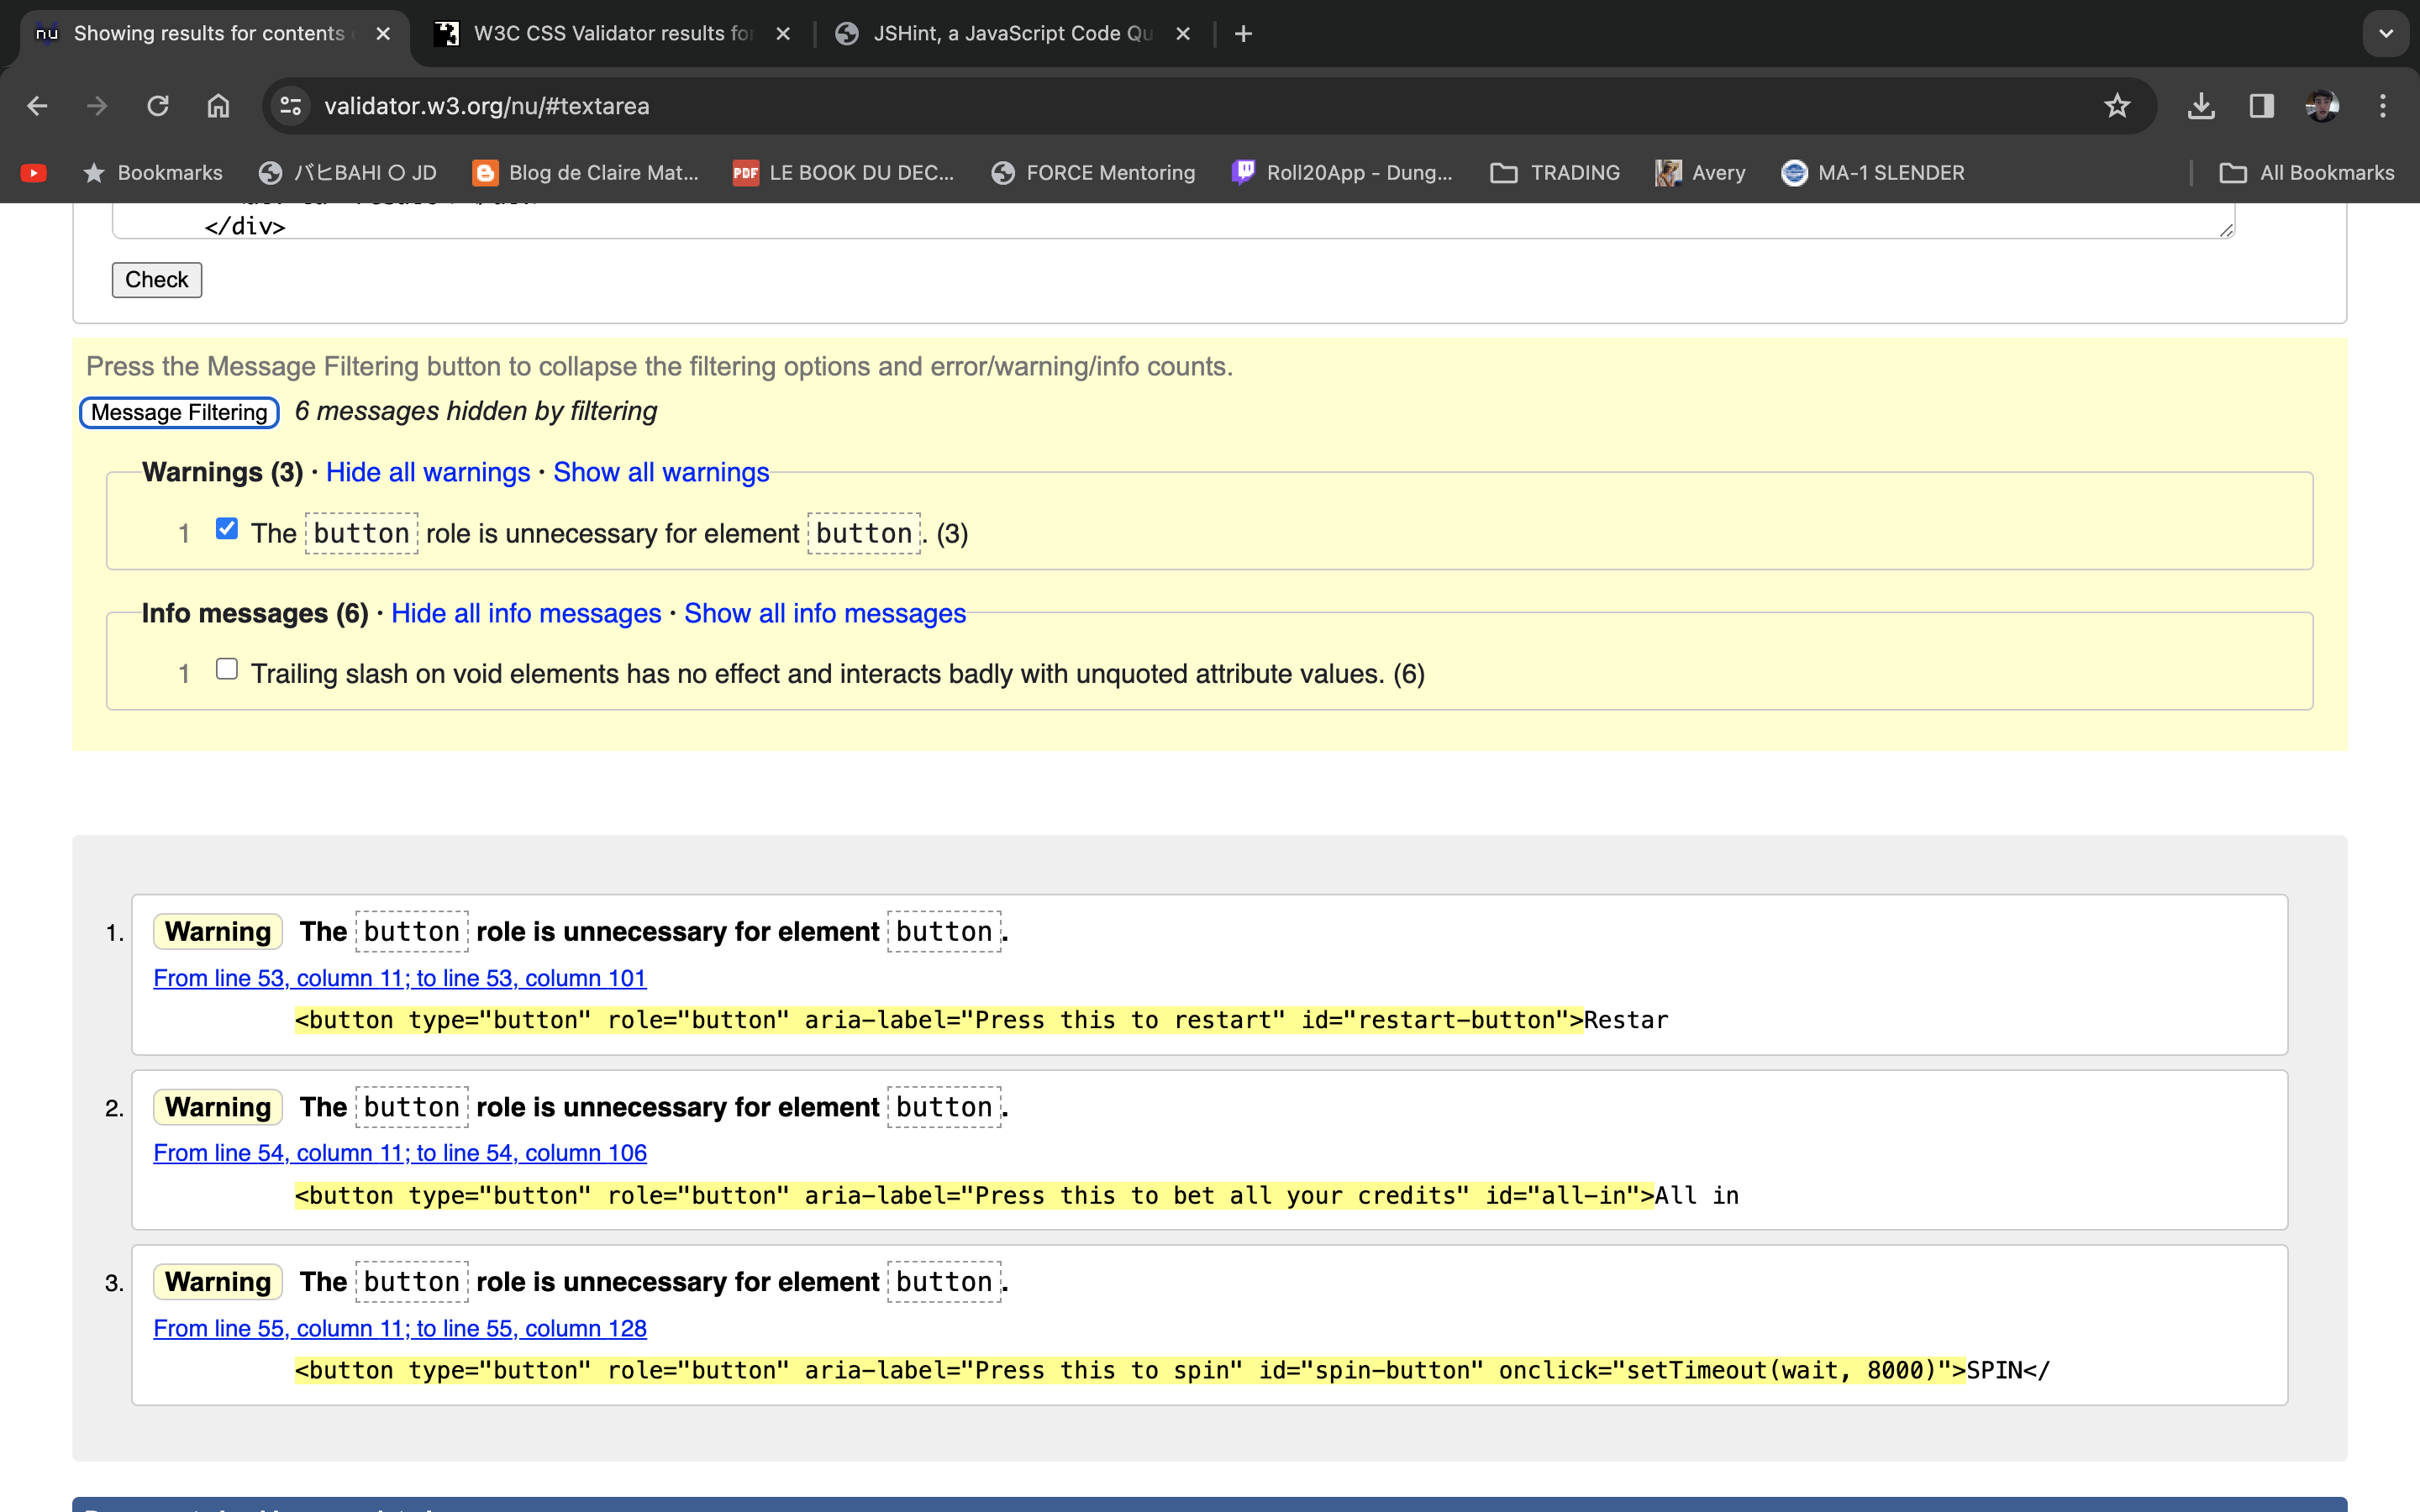 nu Showing results for contents
W3C CSS Validator results for
JSHint, a JavaScript Code Qu
validator.w3.org/nu/#textarea
Bookmarks
バヒBAHI〇JD
Blog de Claire Mat...
PDF LE BOOK DU DEC...
FORCE Mentoring
Roll20App - Dung...
TRADING
Avery
MA-1 SLENDER
All Bookmarks
</div>
Check
Press the Message Filtering button to collapse the filtering options and error/warning/info counts.
Message Filtering 6 messages hidden by filtering
Warnings (3) · Hide all warnings · Show all warnings
1 The button role is unnecessary for element button. (3)
Info messages (6) · Hide all info messages · Show all info messages
1 Trailing slash on void elements has no effect and interacts badly with unquoted attribute values. (6)
1. Warning The button role is unnecessary for element button.
From line 53, column 11; to line 53, column 101
<button type="button" role="button" aria-label="Press this to restart" id="restart-button">Restar
2. Warning The button role is unnecessary for element button.
From line 54, column 11; to line 54, column 106
<button type="button" role="button" aria-label="Press this to bet all your credits" id="all-in">All in
3. Warning The button role is unnecessary for element button.
From line 55, column 11; to line 55, column 128
<button type="button" role="button" aria-label="Press this to spin" id="spin-button" onclick="setTimeout(wait, 8000)">SPIN</